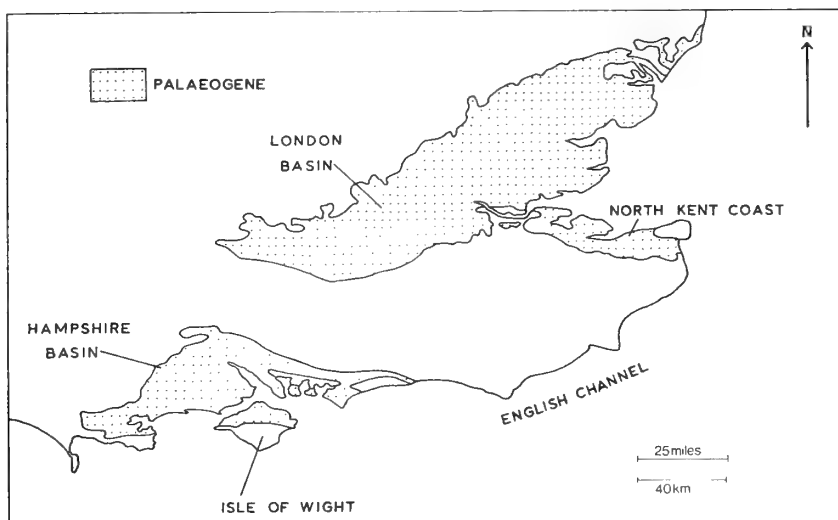 N
PALAEOGENE
LONDON
BASIN
NORTH KENT COAST
HAMPSHIRE
BASIN
ENGLISH CHANNEL
25miles
40km
ISLE OF WIGHT